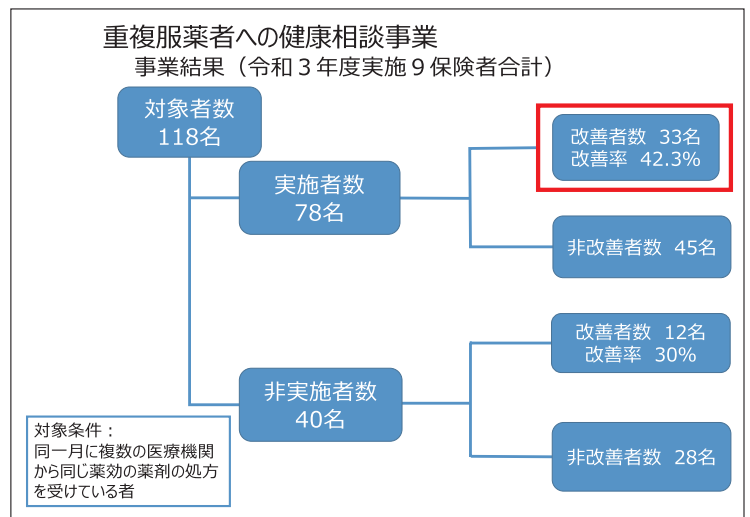 重複服薬者への健康相談事業
事業結果（令和３年度実施９保険者合計）
対象者数
118名
実施者数
78名
改善者数 33名
改善率 42.3%
非改善者数 45名
非実施者数
40名
改善者数 12名
改善率 30%
非改善者数 28名
対象条件：
同一月に複数の医療機関
から同じ薬効の薬剤の処方
を受けている者